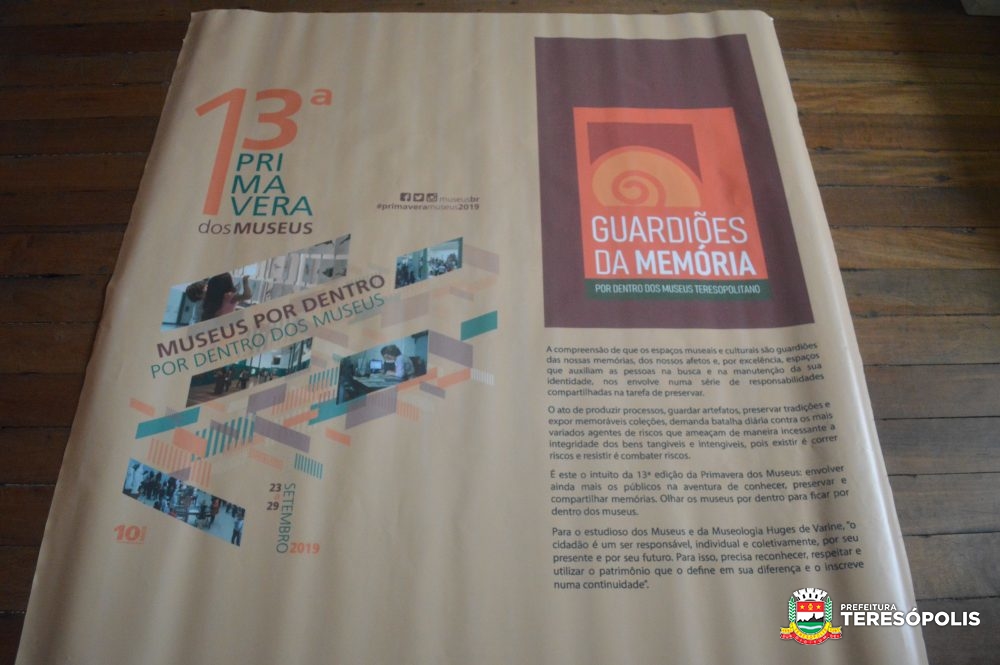 13ª
PRI
MA
VERA
dos MUSEUS
museusbr
#primaveramuseus2019
MUSEUS POR DENTRO
POR DENTRO DOS MUSEUS
23
29
SETEMBRO
2019
10
GUARDIÕES
DA MEMÓRIA
POR DENTRO DOS MUSEUS TERESOPOLITANO
A compreensão de que os espaços museais e culturais são guardiões
das nossas memórias, dos nossos afetos e, por excelência, espaços
que auxiliam as pessoas na busca e na manutenção da sua
identidade, nos envolve numa série de responsabilidades
compartilhadas na tarefa de preservar.
O ato de produzir processos, guardar artefatos, preservar tradições e
expor memoráveis coleções, demanda batalha diária contra os mais
variados agentes de riscos que ameaçam de maneira incessante a
integridade dos bens tangíveis e intengíveis, pois existir é correr
riscos e resistir é combater riscos.
É este o intuito da 13ª edição da Primavera dos Museus: envolver
ainda mais os públicos na aventura de conhecer, preservar e
compartilhar memórias. Olhar os museus por dentro para ficar por
dentro dos museus.
Para o estudioso dos Museus e da Museologia Huges de Varine, "o
cidadão é um ser responsável, individual e coletivamente, por seu
presente e por seu futuro. Para isso, precisa reconhecer, respeitar e
utilizar o patrimônio que o define em sua diferença e o inscreve
numa continuidade".
PREFEITURA
TERESÓPOLIS